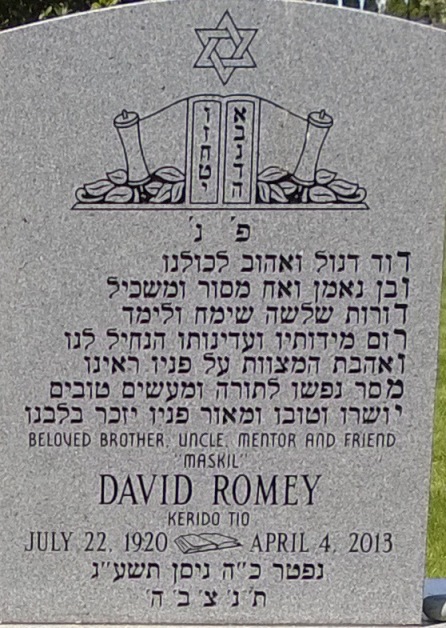 א ו
ב ז
ג ח
ד ט
ה י
פ' נ'
דוד דגול ואהוב לכולנו
ובן נאמן ואח מסור ומשכיל
דורות שלשה שימח ולימד
רום מידותיו ועדינותו הנחיל לנו
ואהבת המצוות על פניו ראינו
מסר נפשו לתורה ומעשים טובים
יושרו וטובו ומאור פניו יזכר בלבנו
BELOVED BROTHER, UNCLE, MENTOR AND FRIEND
"MASKIL"
DAVID ROMEY
KERIDO TIO
JULY 22, 1920 APRIL 4, 2013
נפטר כ"ה ניסן תשע"ג
ת' נ' צ' ב' ה'